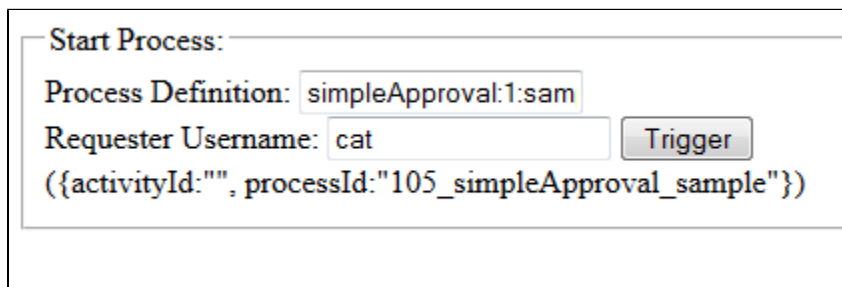 Start Process:
Process Definition: simpleApproval:1:sam
Requester Username: cat Trigger
({activityId:"", processId:"105_simpleApproval_sample"})